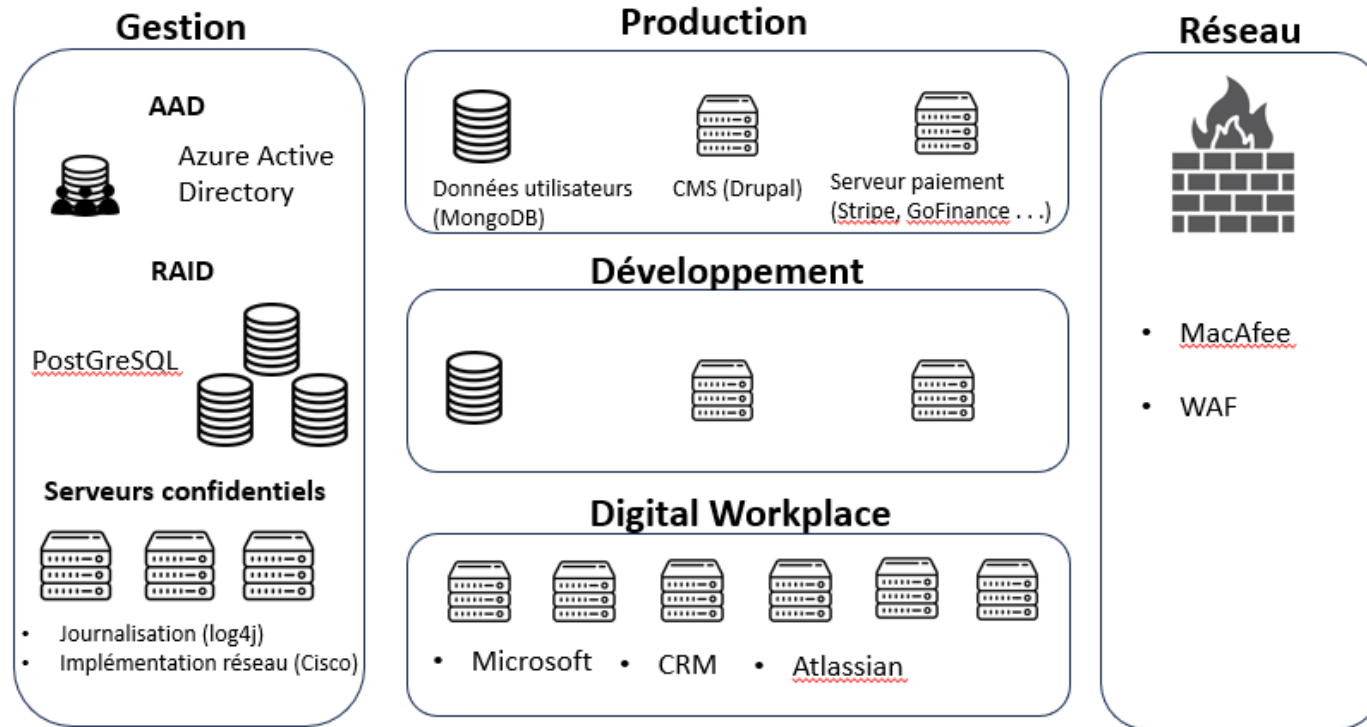 Gestion
AAD
Azure Active
Directory
RAID
PostGreSQL
Serveurs confidentiels
• Journalisation (log4j)
• Implémentation réseau (Cisco)
Production
Données utilisateurs
(MongoDB)
CMS (Drupal)
Serveur paiement
(Stripe, GoFinance . . .)
Développement
Digital Workplace
• Microsoft • CRM • Atlassian
Réseau
• MacAfee
• WAF